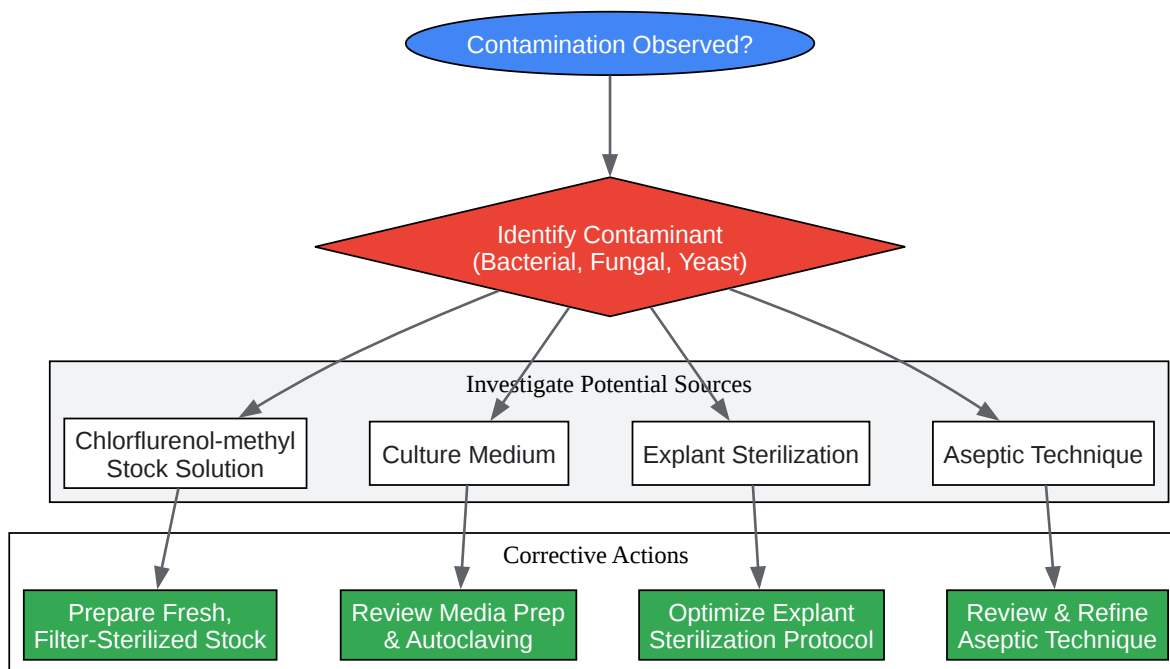 Contamination Observed?
Identify Contaminant
(Bacterial, Fungal, Yeast)
Investigate Potential Sources
Chlorflurenol-methyl
Stock Solution
Culture Medium
Explant Sterilization
Aseptic Technique
Corrective Actions
Prepare Fresh,
Filter-Sterilized Stock
Review Media Prep
& Autoclaving
Optimize Explant
Sterilization Protocol
Review & Refine
Aseptic Technique